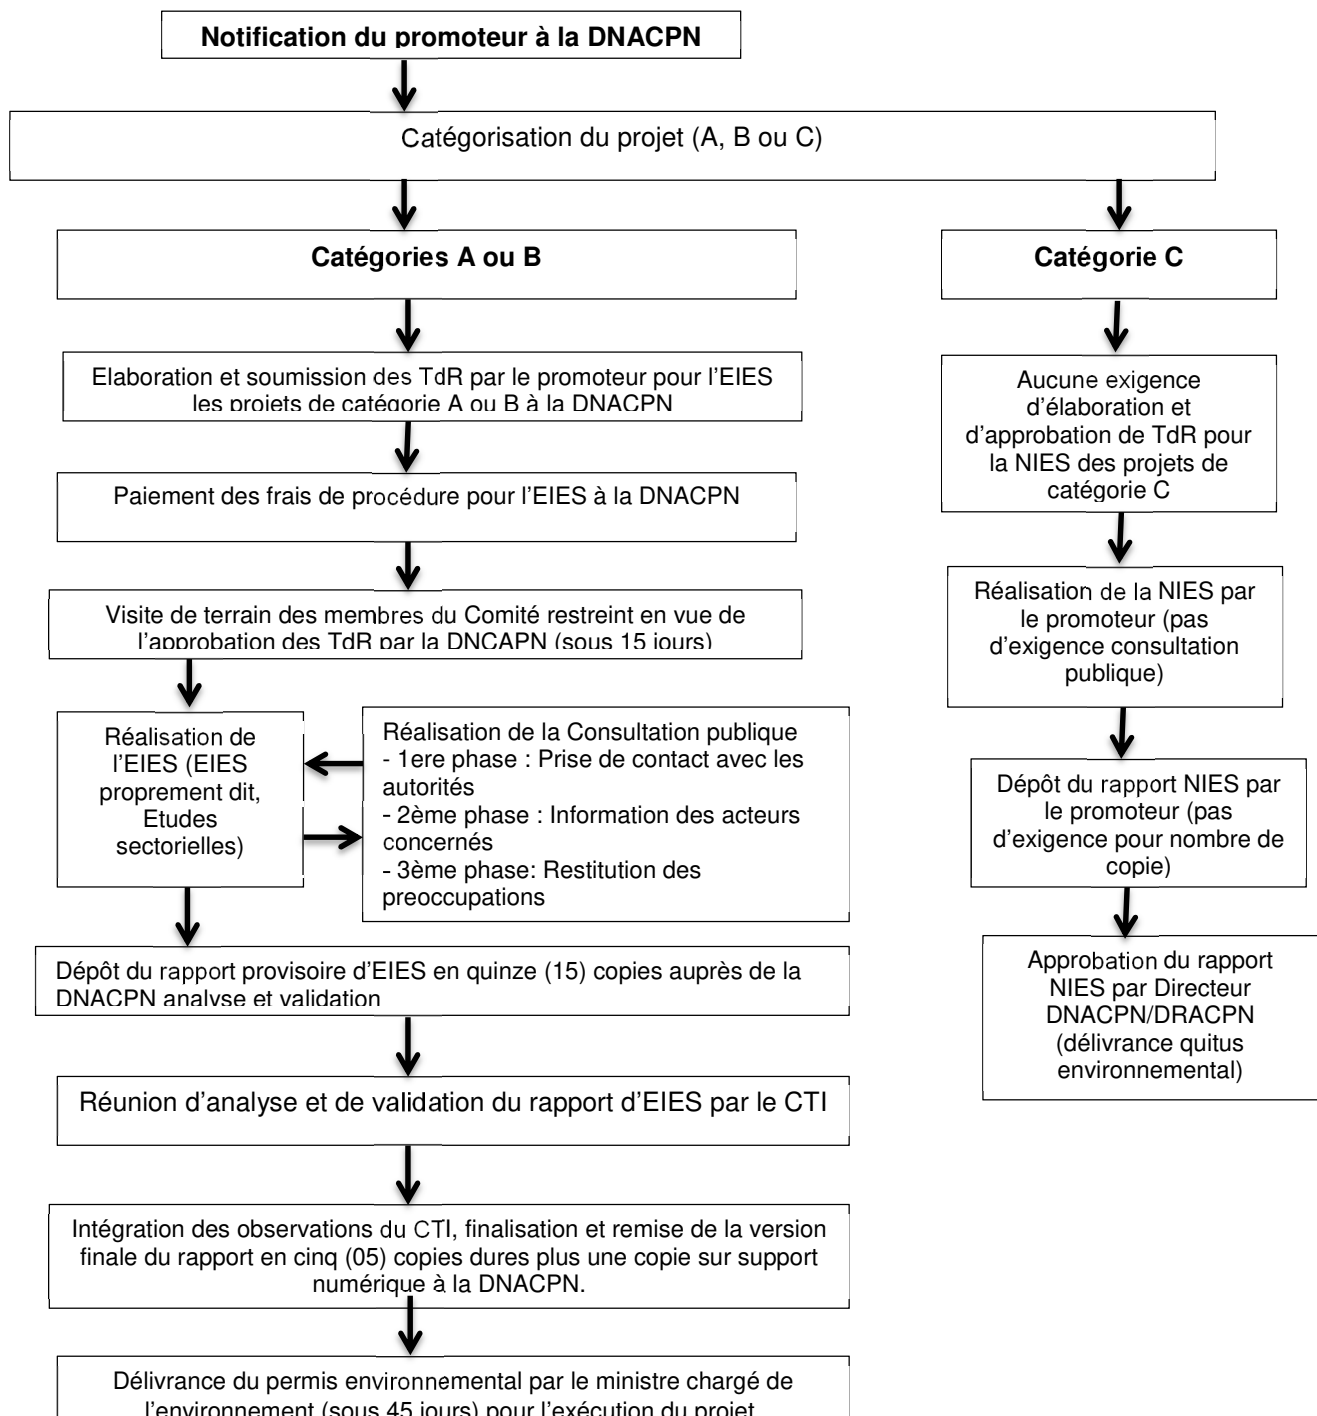 Notification du promoteur à la DNACPN
Catégorisation du projet (A, B ou C)
Catégories A ou B
Elaboration et soumission des TdR par le promoteur pour l'EIES
les projets de catégorie A ou B à la DNACPN
Paiement des frais de procédure pour l'EIES à la DNACPN
Visite de terrain des membres du Comité restreint en vue de
l'approbation des TdR par la DNCAPN (sous 15 jours)
Réalisation de
l'EIES (EIES
proprement dit,
Etudes
sectorielles)
Réalisation de la Consultation publique
- 1ere phase : Prise de contact avec les
autorités
- 2ème phase : Information des acteurs
concernés
- 3ème phase: Restitution des
preoccupations
Dépôt du rapport provisoire d'EIES en quinze (15) copies auprès de la
DNACPN analyse et validation
Réunion d'analyse et de validation du rapport d'EIES par le CTI
Intégration des observations du CTI, finalisation et remise de la version
finale du rapport en cinq (05) copies dures plus une copie sur support
numérique à la DNACPN.
Délivrance du permis environnemental par le ministre chargé de
l'environnement (sous 45 jours) pour l'exécution du projet
Catégorie C
Aucune exigence
d'élaboration et
d'approbation de TdR pour
la NIES des projets de
catégorie C
Réalisation de la NIES par
le promoteur (pas
d'exigence consultation
publique)
Dépôt du rapport NIES par
le promoteur (pas
d'exigence pour nombre de
copie)
Approbation du rapport
NIES par Directeur
DNACPN/DRACPN
(délivrance quitus
environnemental)